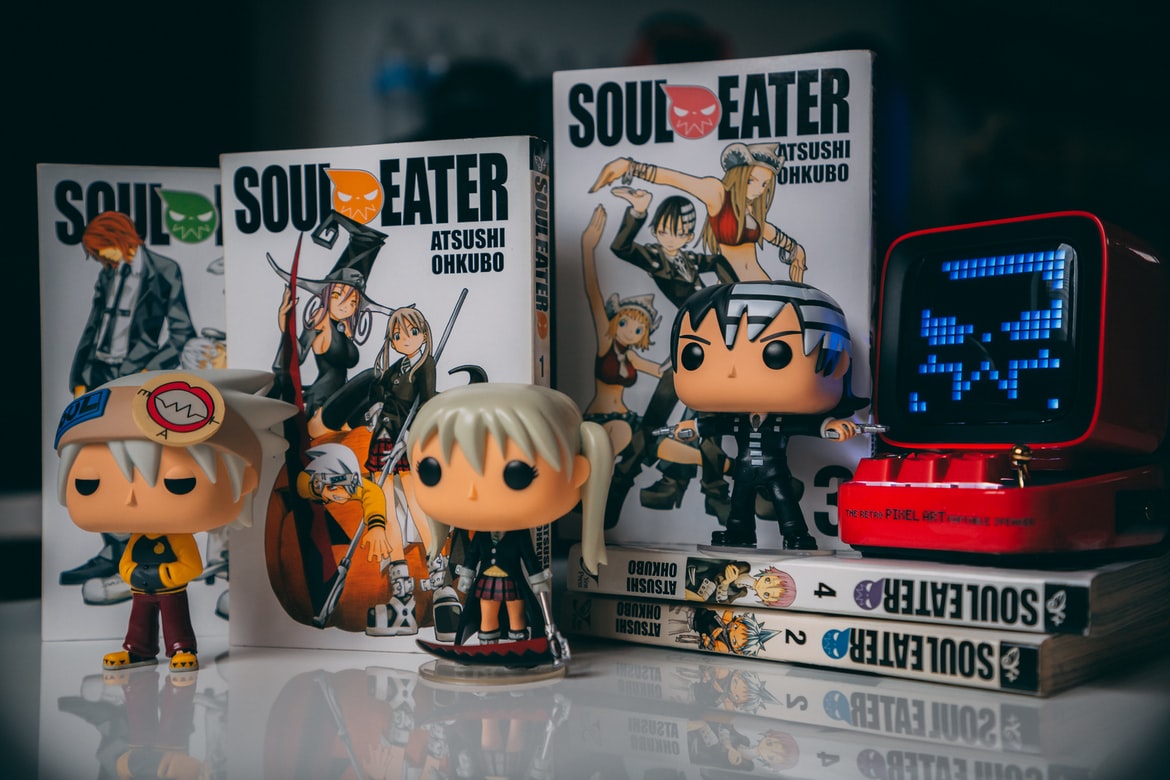 SOUL
SOUL EATER
ATSUSHI
OHKUBO
SOUL EATER 1
SOUL EATER
ATSUSHI
OHKUBO
3
EAT
THE RETRO PIXEL ART
ATSUSHI
OHKUBO
4
SOUL EATER
ATSUSHI
OHKUBO
2
SOUL EATER